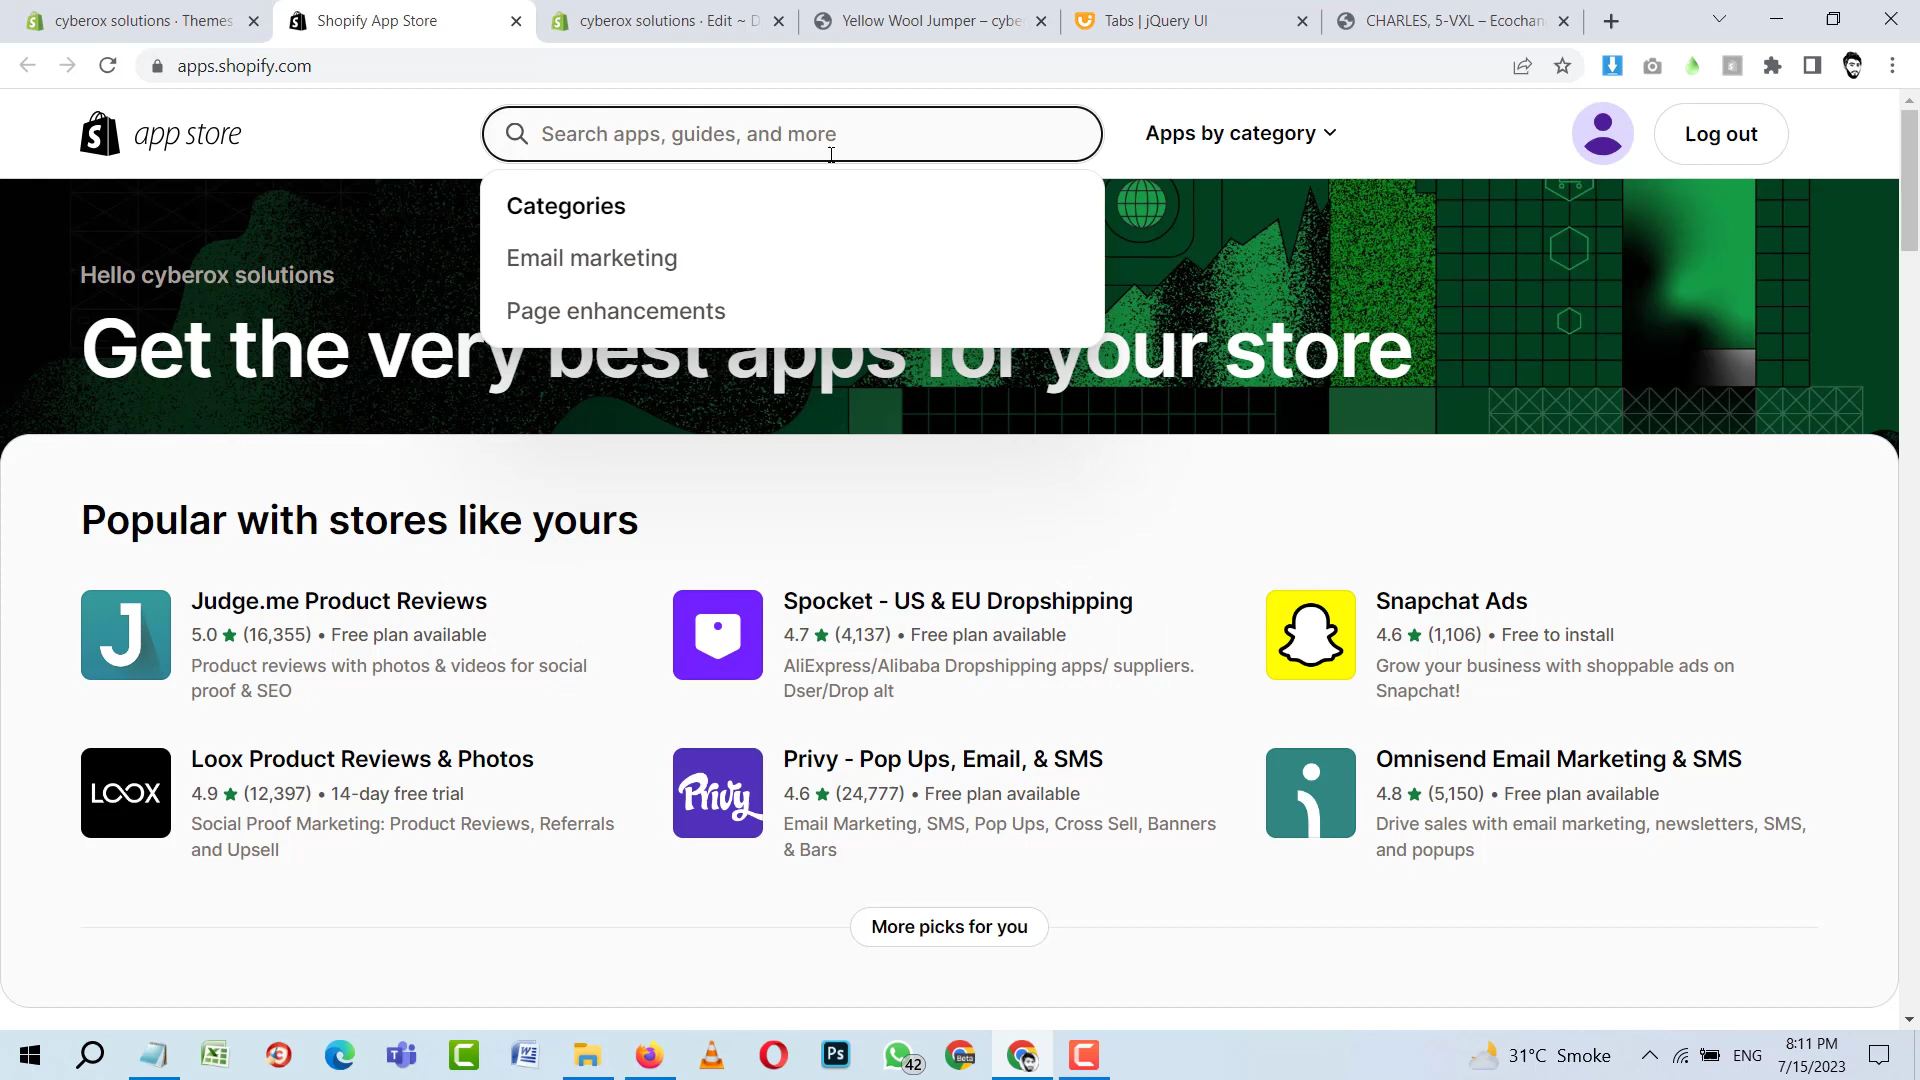 cyberox solutions · Themes
Shopify App Store
cyberox solutions · Edit ~ D
Yellow Wool Jumper – cyber
Tabs | jQuery UI
CHARLES, 5-VXL – Ecochan
apps.shopify.com
app store
Search apps, guides, and more
Apps by category
Log out
Categories
Email marketing
Page enhancements
Hello cyberox solutions
Get the very best apps for your store
Popular with stores like yours
Judge.me Product Reviews
5.0 ★ (16,355) • Free plan available
Product reviews with photos & videos for social
proof & SEO
Spocket - US & EU Dropshipping
4.7 ★ (4,137) • Free plan available
AliExpress/Alibaba Dropshipping apps/ suppliers.
Dser/Drop alt
Snapchat Ads
4.6 ★ (1,106) • Free to install
Grow your business with shoppable ads on
Snapchat!
LOOX
Loox Product Reviews & Photos
4.9 ★ (12,397) • 14-day free trial
Social Proof Marketing: Product Reviews, Referrals
and Upsell
Privy
Privy - Pop Ups, Email, & SMS
4.6 ★ (24,777) • Free plan available
Email Marketing, SMS, Pop Ups, Cross Sell, Banners
& Bars
Omnisend Email Marketing & SMS
4.8 ★ (5,150) • Free plan available
Drive sales with email marketing, newsletters, SMS,
and popups
More picks for you
Ps
42
Beta
31°C Smoke
ENG
8:11 PM
7/15/2023